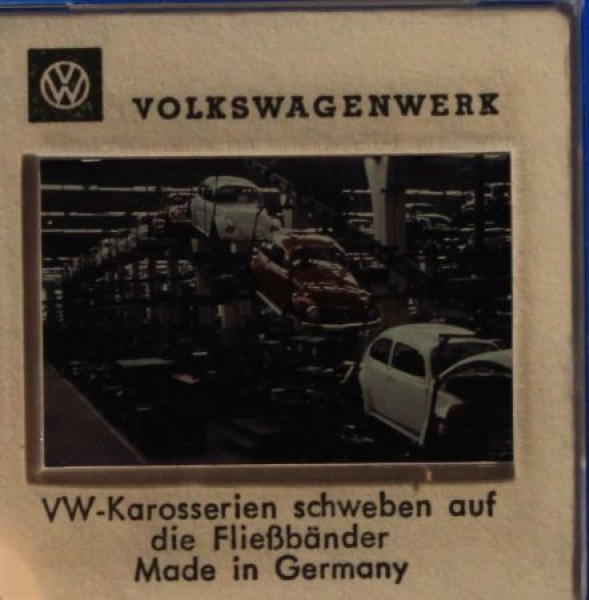 VW
VOLKSWAGENWERK
VW-Karosserien schweben auf
die Fließbänder
Made in Germany